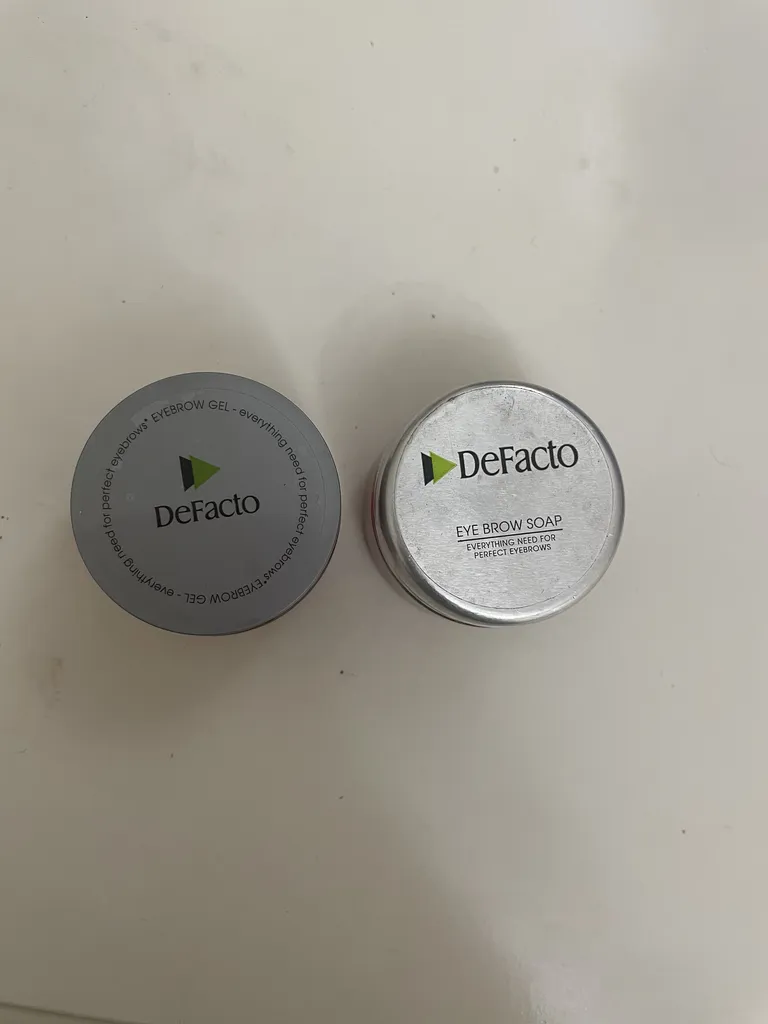 EYEBROW GEL - everything need for perfect eyebrows* EYEBROW GEL - everything need for perfect eyebrows*
DeFacto
DeFacto
EYE BROW SOAP
EVERYTHING NEED FOR
PERFECT EYEBROWS